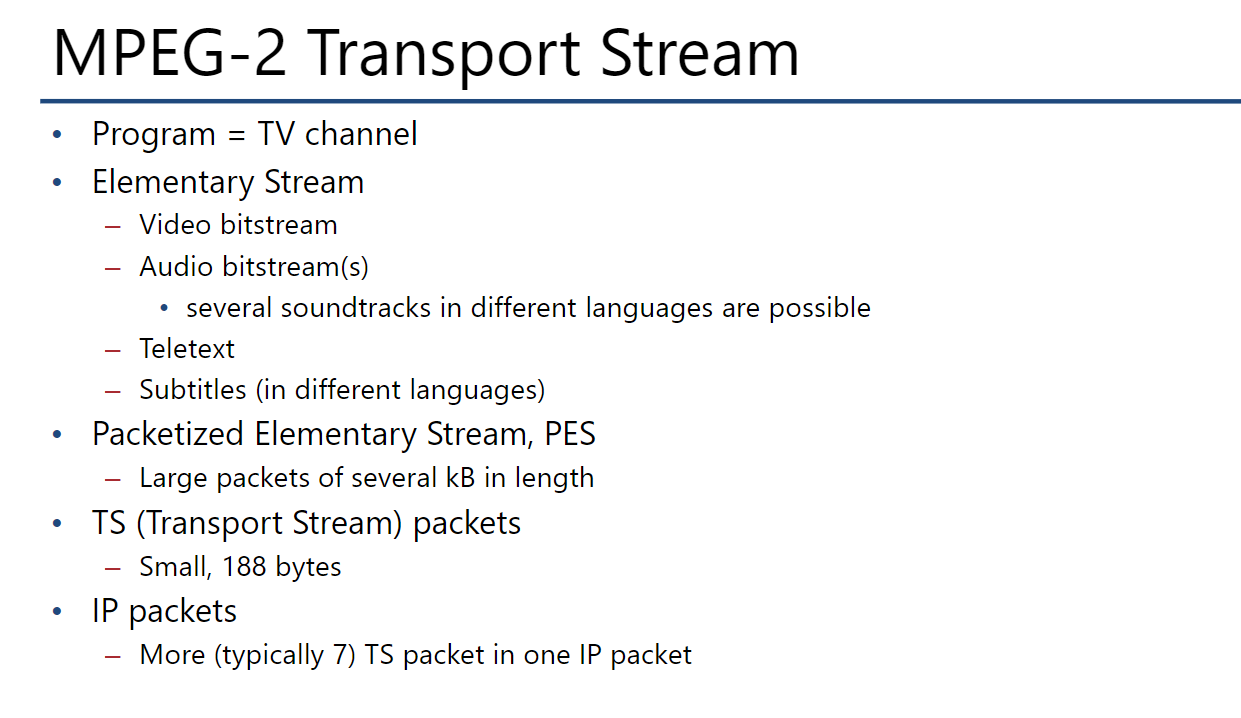 MPEG-2 Transport Stream
• Program = TV channel
• Elementary Stream
– Video bitstream
– Audio bitstream(s)
• several soundtracks in different languages are possible
– Teletext
– Subtitles (in different languages)
• Packetized Elementary Stream, PES
– Large packets of several kB in length
• TS (Transport Stream) packets
– Small, 188 bytes
• IP packets
– More (typically 7) TS packet in one IP packet